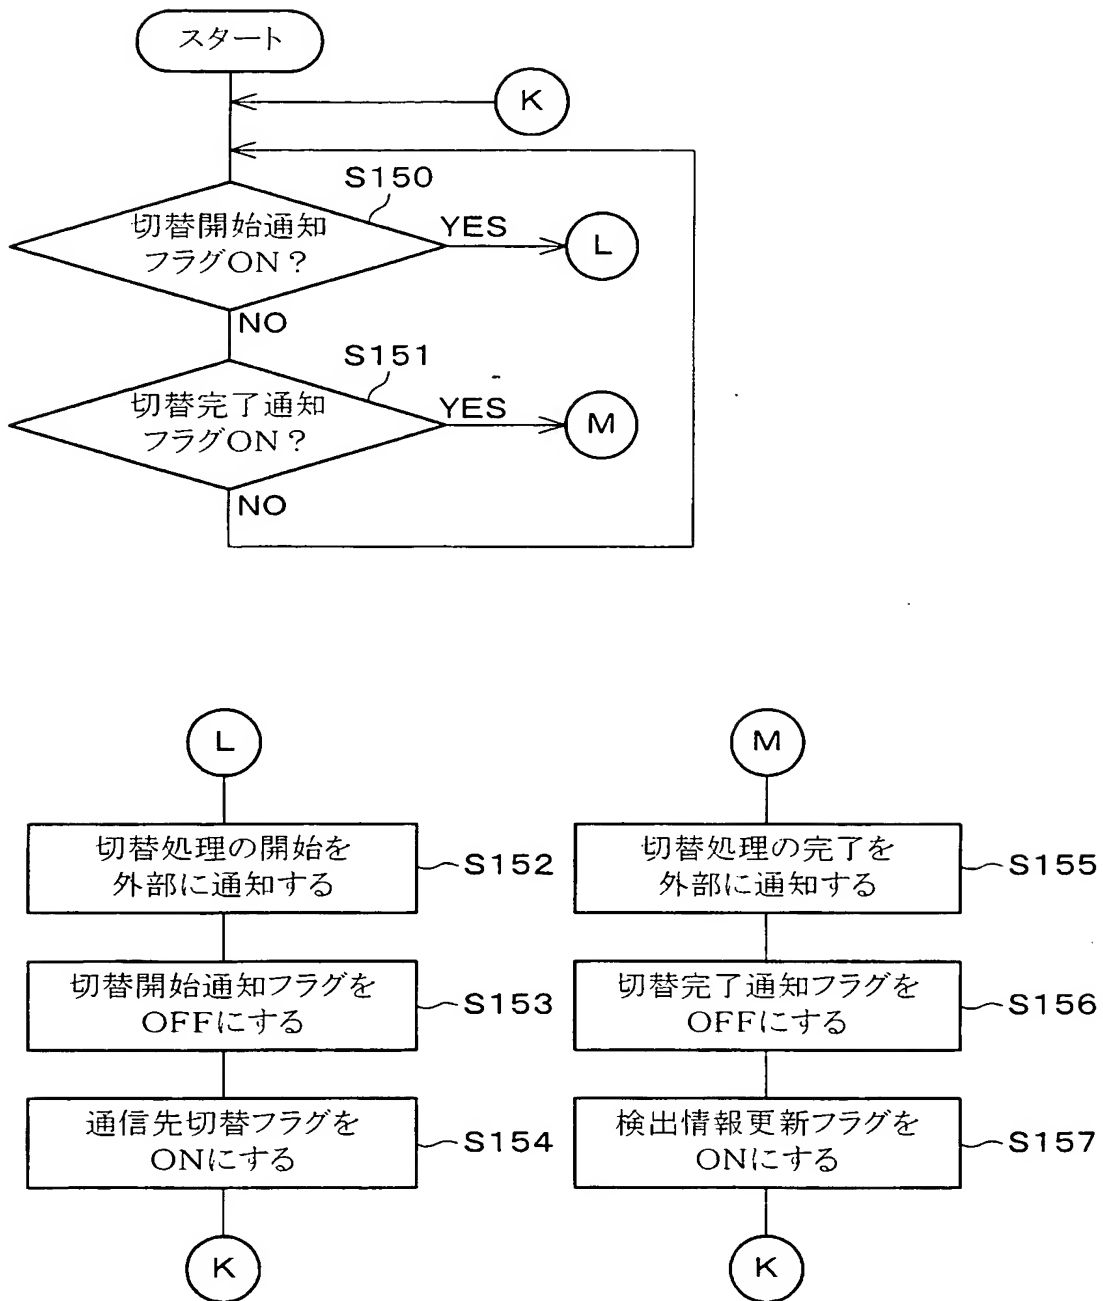 スタート
K
S150
切替開始通知
フラグON？
YES
L
NO
S151
切替完了通知
フラグON？
YES
M
NO
L
切替処理の開始を
外部に通知する
S152
切替開始通知フラグを
OFFにする
S153
通信先切替フラグを
ONにする
S154
K
M
切替処理の完了を
外部に通知する
S155
切替完了通知フラグを
OFFにする
S156
検出情報更新フラグを
ONにする
S157
K